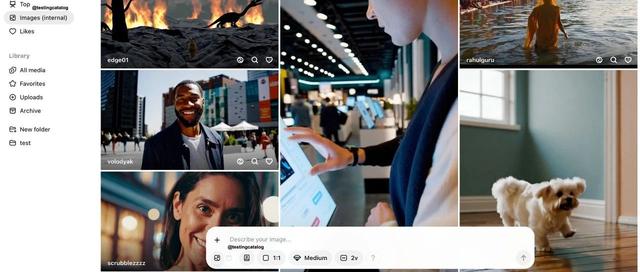 Top
@testingcatalog
Images (internal)
Likes
Library
All media
Favorites
Uploads
Archive
New folder
test
edge01
rahulguru
volodyak
scrubblezzzz
Describe your image...
@testingcatalog
1:1
Medium
2v
?